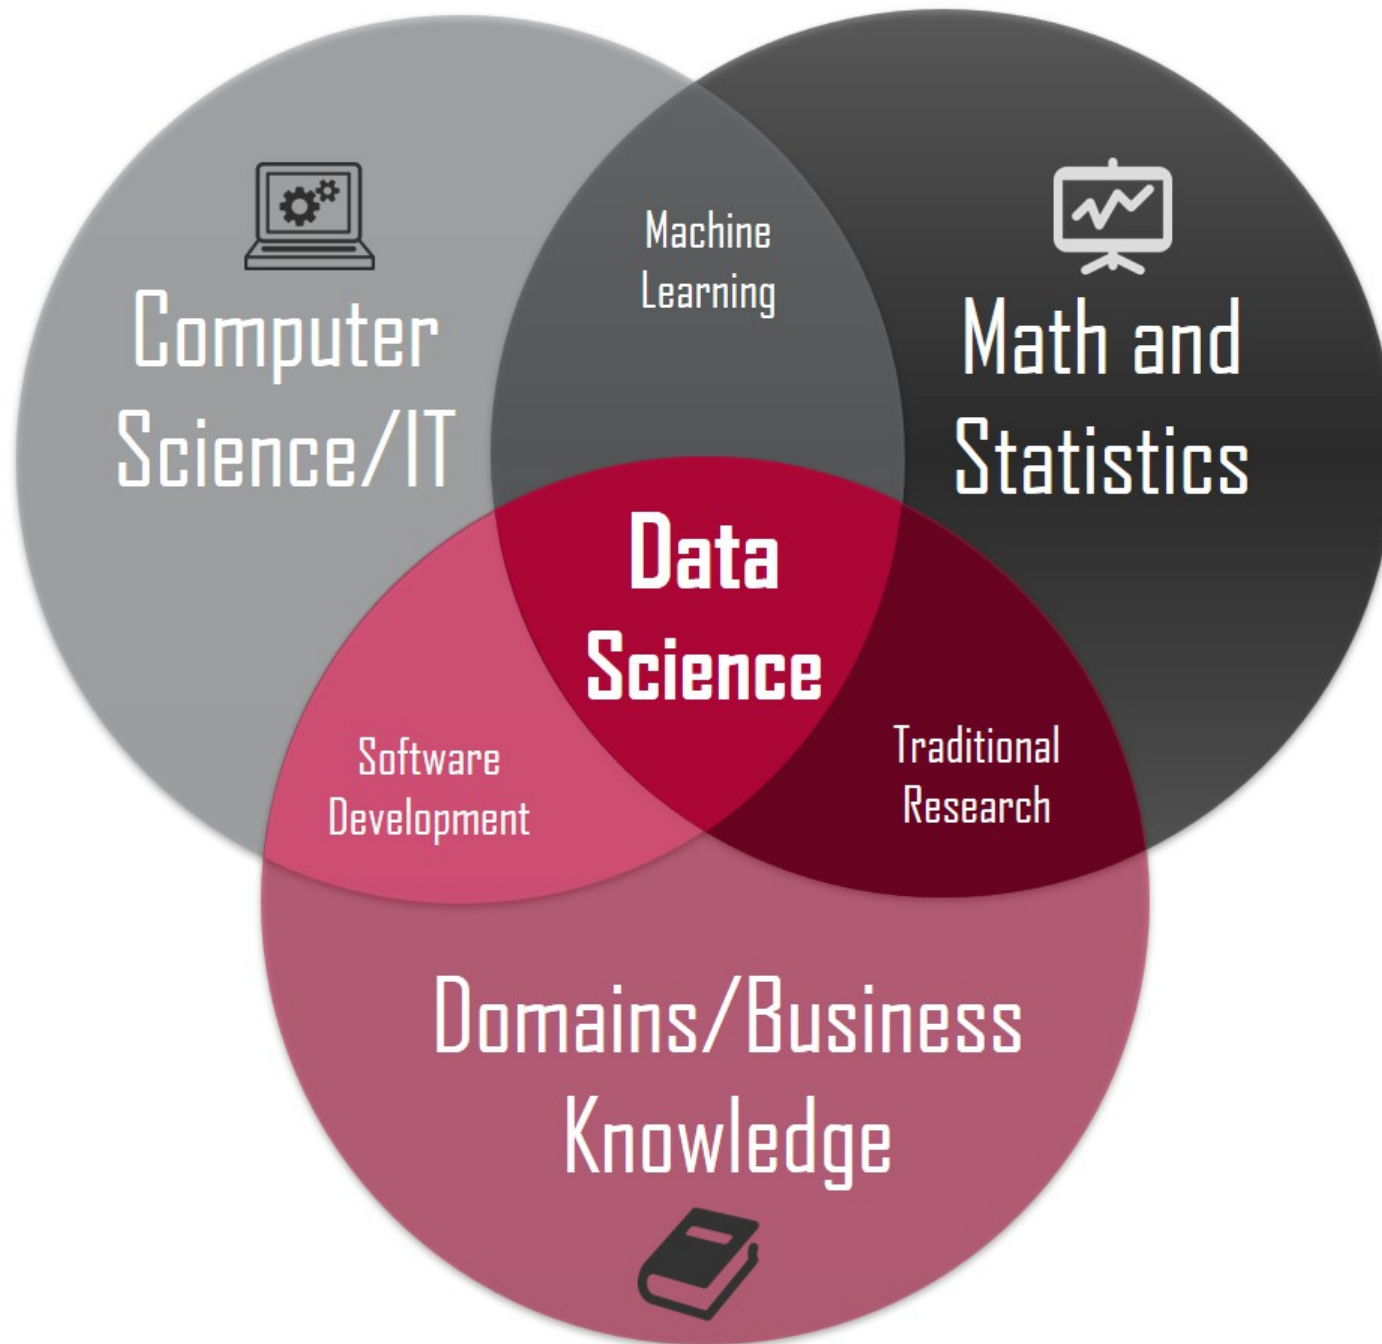 Machine
Learning
Computer
Science/IT
Math and
Statistics
Data
Science
Software
Development
Traditional
Research
Domains/Business
Knowledge